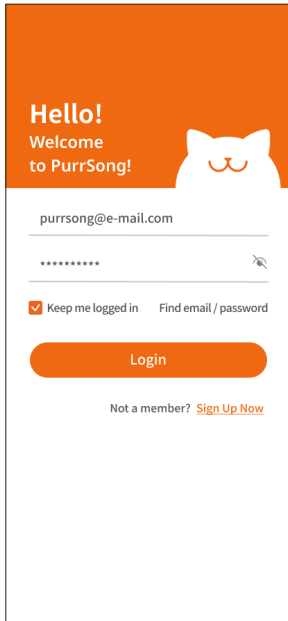 Hello!
Welcome
to PurrSong!
purrsong@e-mail.com
**********
Keep me logged in Find email / password
Login
Not a member? Sign Up Now